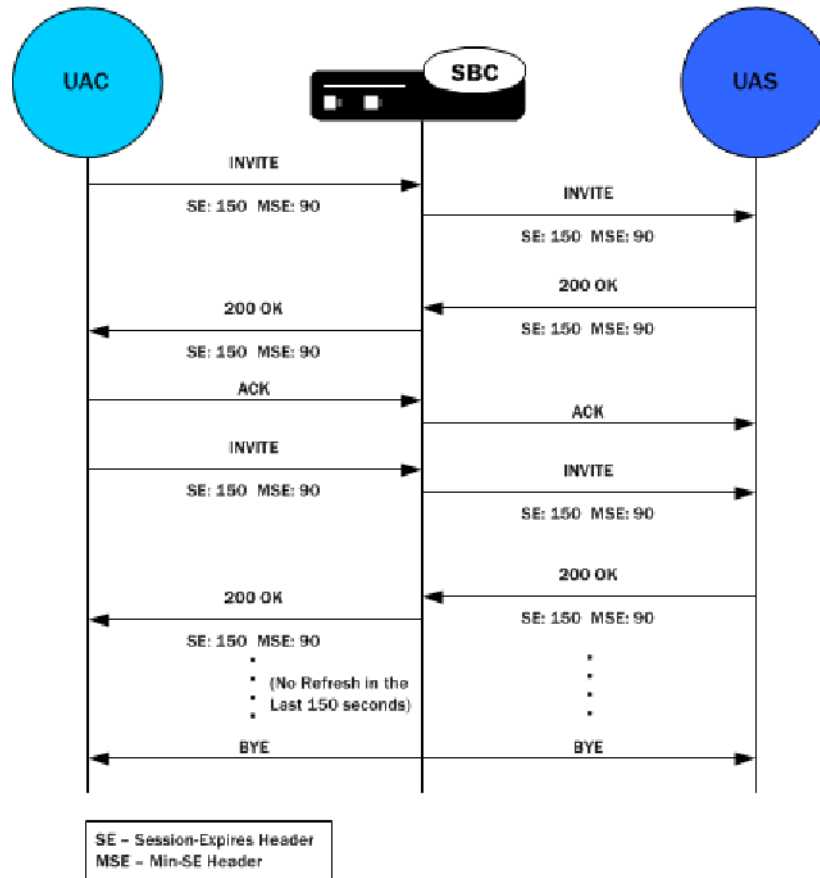 UAC
SBC
UAS
INVITE
SE: 150 MSE: 90
INVITE
SE: 150 MSE: 90
200 OK
SE: 150 MSE: 90
200 OK
SE: 150 MSE: 90
ACK
ACK
INVITE
SE: 150 MSE: 90
INVITE
SE: 150 MSE: 90
200 OK
SE: 150 MSE: 90
200 OK
SE: 150 MSE: 90
(No Refresh in the
Last 150 seconds)
BYE
BYE
SE – Session-Expires Header
MSE – Min-SE Header